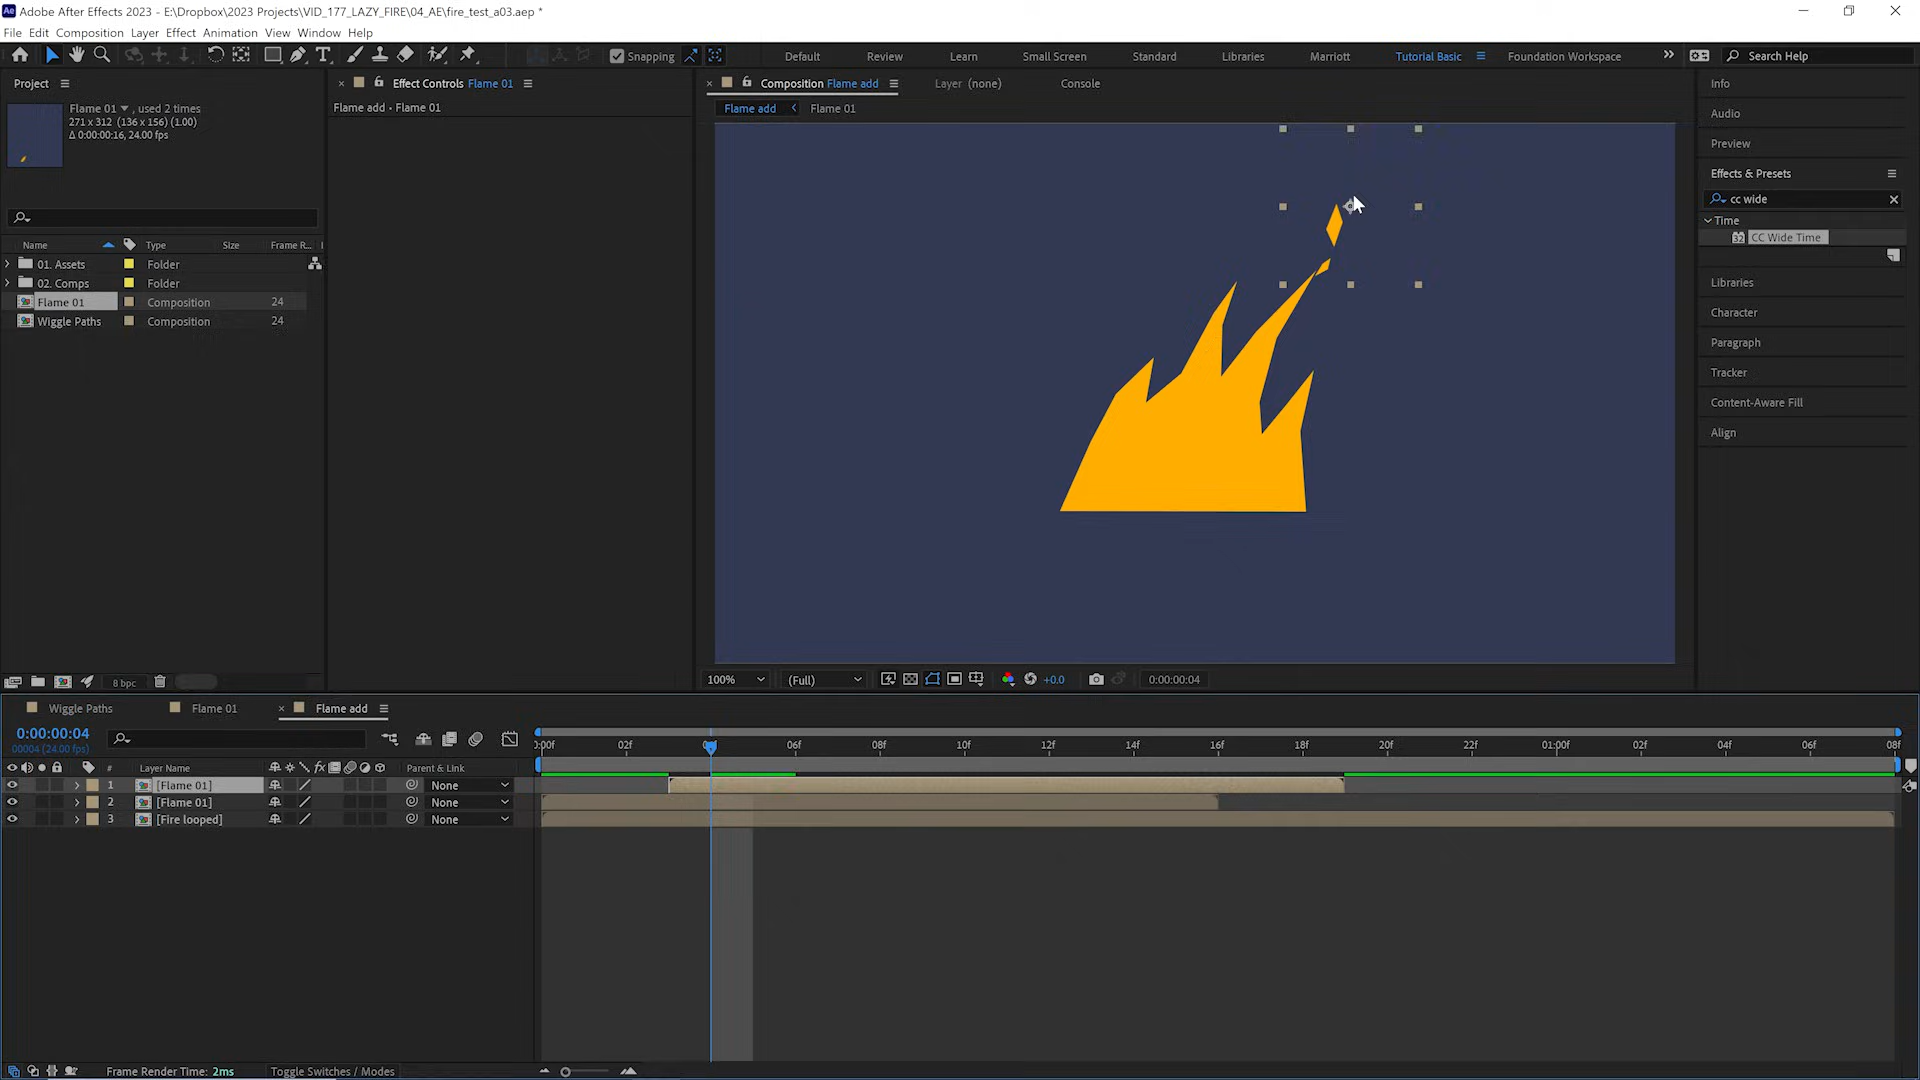 Adobe After Effects 2023 - E:\Dropbox\2023 Projects\VID_177_LAZY_FIRE\04_AE\fire_test_a03.aep *
File Edit Composition Layer Effect Animation View Window Help
Snapping Default Review Learn Small Screen Standard Libraries Marriott Tutorial Basic Foundation Workspace Search Help
Project
Flame 01 , used 2 times
271 x 312 (136 x 156) (1.00)
Δ 0:00:00:16, 24.00 fps
Name Type Size Frame R...
01. Assets Folder
02. Comps Folder
Flame 01 Composition 24
Wiggle Paths Composition 24
8 bpc
Effect Controls Flame 01
Flame add • Flame 01
Composition Flame add Layer (none) Console
Flame add Flame 01
100% (Full) +0.0 0:00:00:04
Info
Audio
Preview
Effects & Presets
cc wide
Time
32 CC Wide Time
Libraries
Character
Paragraph
Tracker
Content-Aware Fill
Align
Wiggle Paths Flame 01 Flame add
0:00:00:04
00004 (24.00 fps)
# Layer Name fx Parent & Link
1 [Flame 01] None
2 [Flame 01] None
3 [Fire looped] None
):00f 02f 06f 08f 10f 12f 14f 16f 18f 20f 22f 01:00f 02f 04f 06f 08f
Frame Render Time: 2ms Toggle Switches / Modes